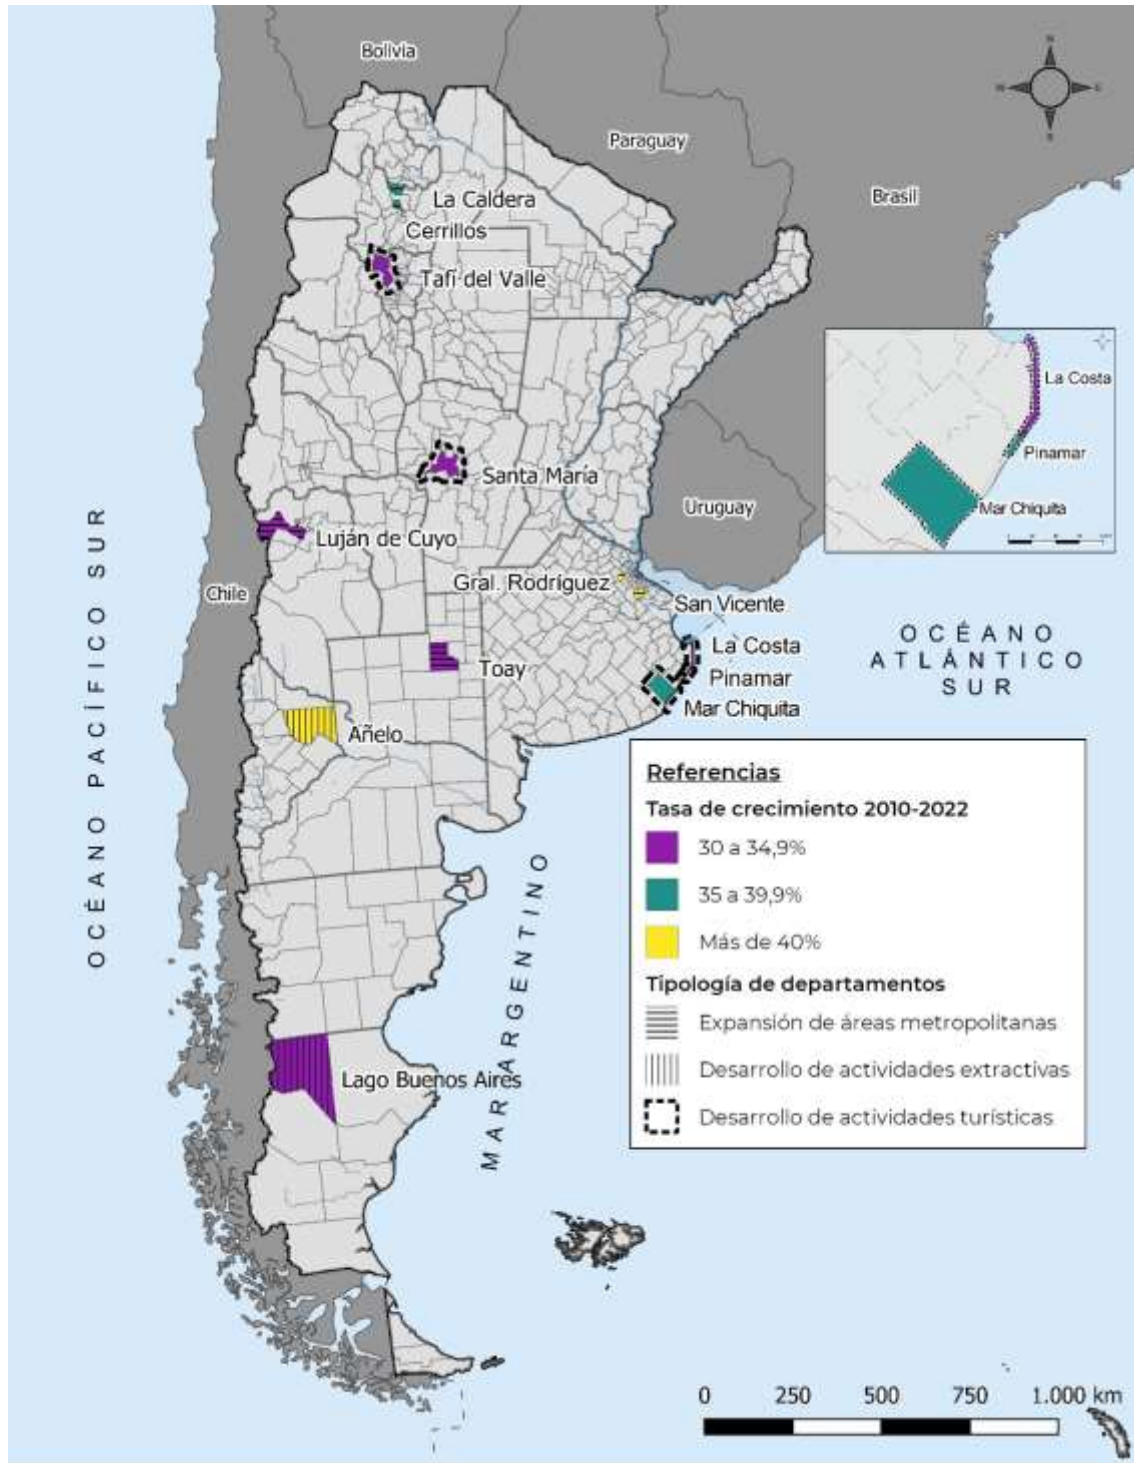 Bolivia
Paraguay
Brasil
La Caldera
Cerrillos
Tafí del Valle
La Costa
Pinamar
Mar Chiquita
Santa María
Uruguay
Luján de Cuyo
Gral. Rodríguez
Chile
San Vicente
La Costa
Pinamar
Mar Chiquita
Toay
Añelo
Lago Buenos Aires
OCÉANO PACÍFICO SUR
OCÉANO
ATLÁNTICO
SUR
MAR ARGENTINO
Referencias
Tasa de crecimiento 2010-2022
30 a 34,9%
35 a 39,9%
Más de 40%
Tipología de departamentos
Expansión de áreas metropolitanas
Desarrollo de actividades extractivas
Desarrollo de actividades turísticas
0 250 500 750 1.000 km